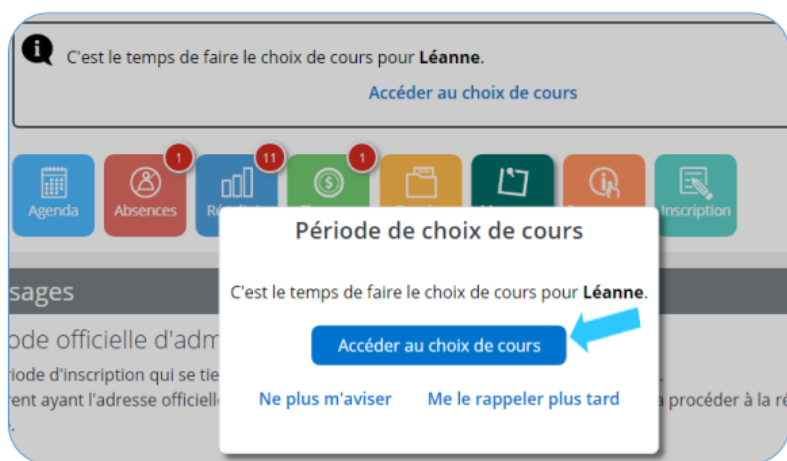 C'est le temps de faire le choix de cours pour Léanne.
Accéder au choix de cours
1
11
1
Agenda
Absences
Inscription
Période de choix de cours
C'est le temps de faire le choix de cours pour Léanne.
Accéder au choix de cours
Ne plus m'aviser
Me le rappeler plus tard
sages
ode officielle d'adm
riode d'inscription qui se tie
rent ayant l'adresse officiell
a procéder à la ré